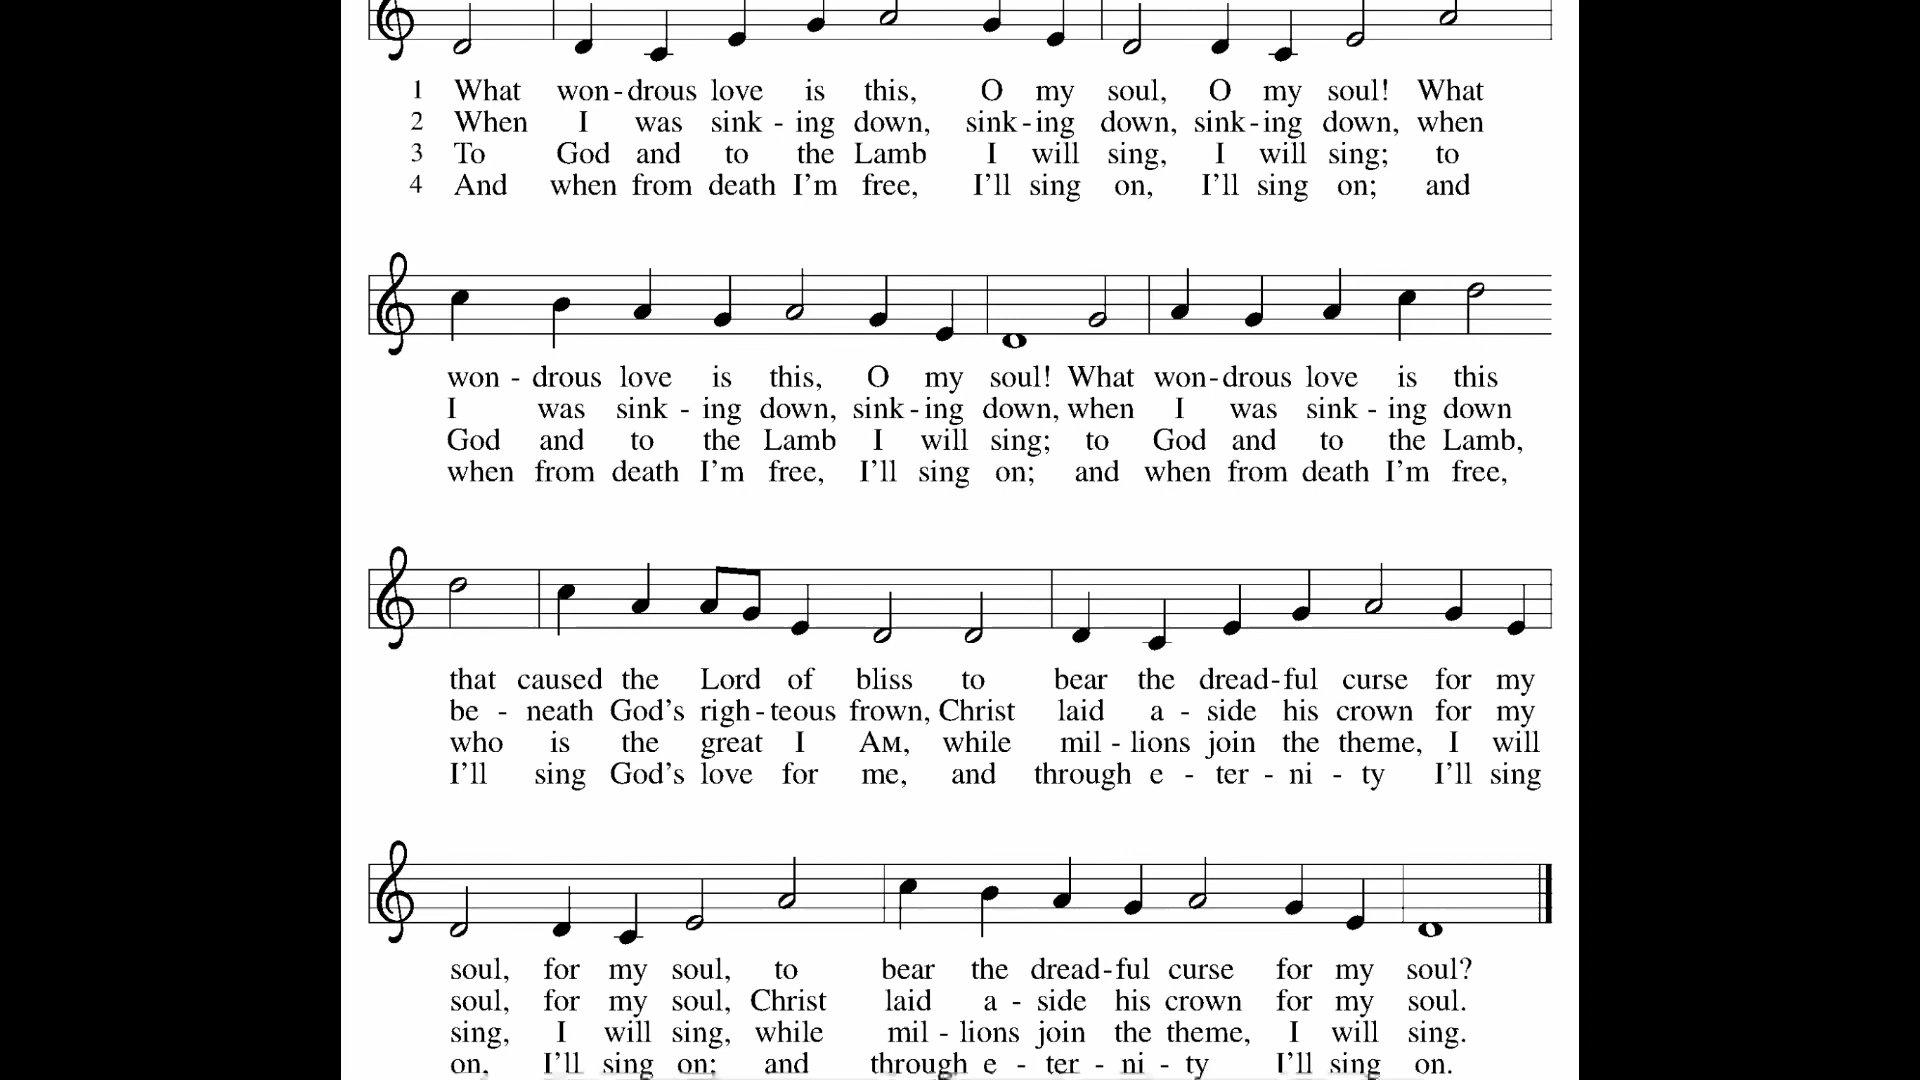 1 What won-drous love is this, O my soul, O my soul! What
2 When I was sink - ing down, sink-ing down, sink-ing down, when
3 To God and to the Lamb I will sing, I will sing; to
4 And when from death I’m free, I’ll sing on, I’ll sing on; and
won - drous love is this, O my soul! What won-drous love is this
I was sink - ing down, sink-ing down, when I was sink - ing down
God and to the Lamb I will sing; to God and to the Lamb,
when from death I’m free, I’ll sing on; and when from death I’m free,
that caused the Lord of bliss to bear the dread-ful curse for my
be - neath God’s righ-teous frown, Christ laid a - side his crown for my
who is the great I AM, while mil - lions join the theme, I will
I’ll sing God’s love for me, and through e - ter - ni - ty I’ll sing
soul, for my soul, to bear the dread-ful curse for my soul?
soul, for my soul, Christ laid a - side his crown for my soul.
sing, I will sing, while mil - lions join the theme, I will sing.
on, I’ll sing on; and through e - ter - ni - ty I’ll sing on.